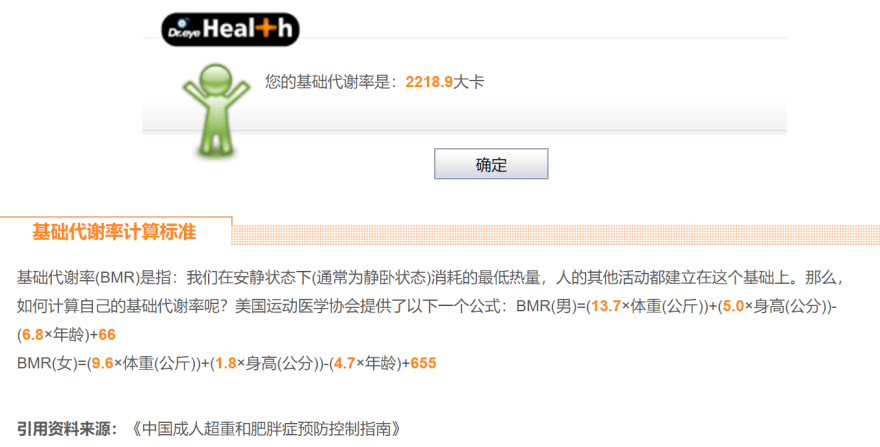 Dr.eye Health
您的基础代谢率是：2218.9大卡
确定
基础代谢率计算标准
基础代谢率(BMR)是指：我们在安静状态下(通常为静卧状态)消耗的最低热量，人的其他活动都建立在这个基础上。那么，
如何计算自己的基础代谢率呢？美国运动医学协会提供了以下一个公式：BMR(男)=(13.7×体重(公斤))+(5.0×身高(公分))-
(6.8×年龄)+66
BMR(女)=(9.6×体重(公斤))+(1.8×身高(公分))-(4.7×年龄)+655
引用资料来源：《中国成人超重和肥胖症预防控制指南》